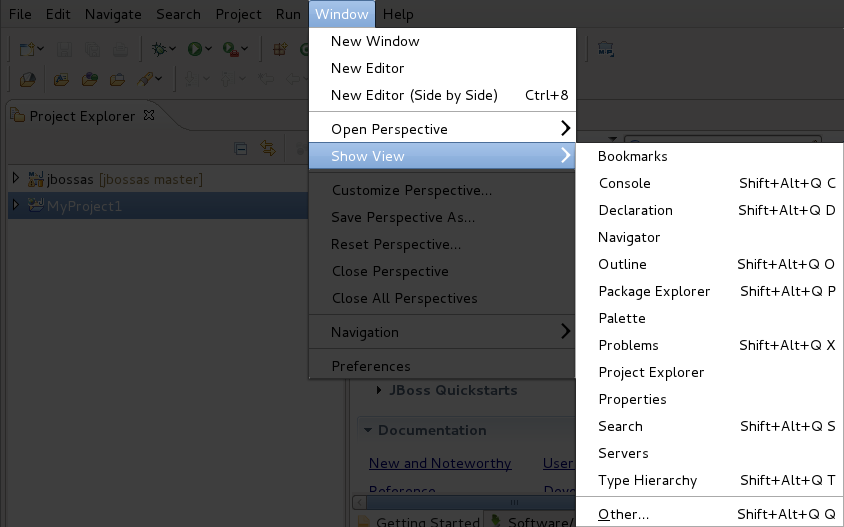 File Edit Navigate Search Project Run Window Help
New Window
New Editor
New Editor (Side by Side) Ctrl+8
Project Explorer
Open Perspective
Show View
Bookmarks
jbossas [jbossas master]
Console Shift+Alt+Q C
Customize Perspective...
MyProject1
Declaration Shift+Alt+Q D
Save Perspective As...
Navigator
Reset Perspective...
Outline Shift+Alt+Q O
Close Perspective
Package Explorer Shift+Alt+Q P
Close All Perspectives
Palette
Navigation
Problems Shift+Alt+Q X
Preferences
Project Explorer
JBoss Quickstarts
Properties
Documentation
Search Shift+Alt+Q S
Servers
New and Noteworthy User
Type Hierarchy Shift+Alt+Q T
Reference Deve
Other... Shift+Alt+Q Q
Getting Started Software/